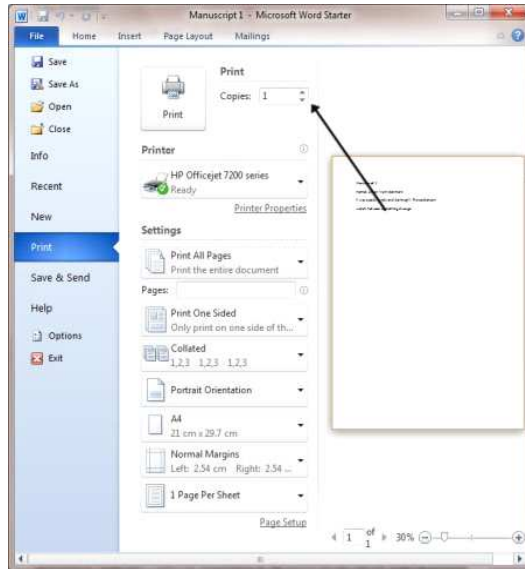 Manuscript 1 - Microsoft Word Starter
File Home Insert Page Layout Mailings
Save
Save As
Open
Close
Info
Recent
New
Print
Save & Send
Help
Options
Exit
Print
Print
Copies: 1
Printer
HP Officejet 7200 series
Ready
Printer Properties
Settings
Print All Pages
Print the entire document
Pages:
Print One Sided
Only print on one side of th...
Collated
1,2,3 1,2,3 1,2,3
Portrait Orientation
A4
21 cm x 29.7 cm
Normal Margins
Left: 2.54 cm Right: 2.54 ...
1 Page Per Sheet
Page Setup
1 of 1 30%